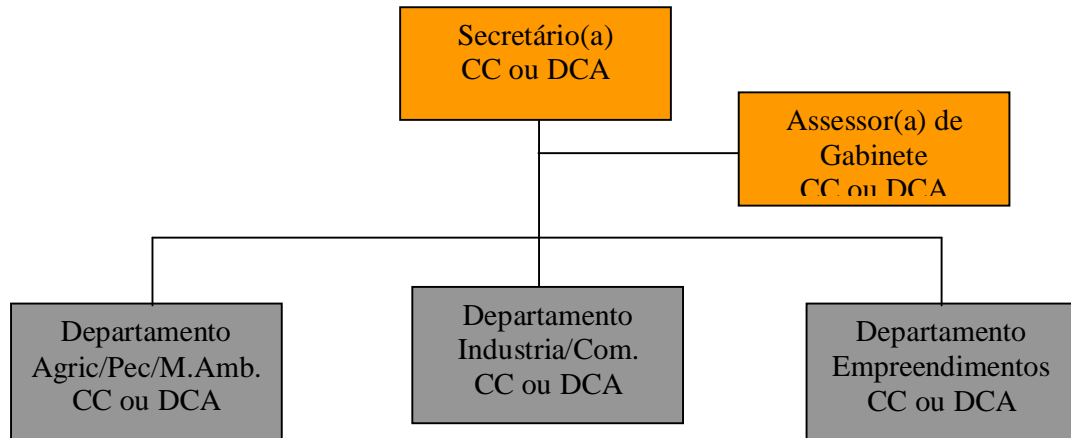 Secretário(a)
CC ou DCA
Assessor(a) de
Gabinete
CC ou DCA
Departamento
Agric/Pec/M.Amb.
CC ou DCA
Departamento
Industria/Com.
CC ou DCA
Departamento
Empreendimentos
CC ou DCA